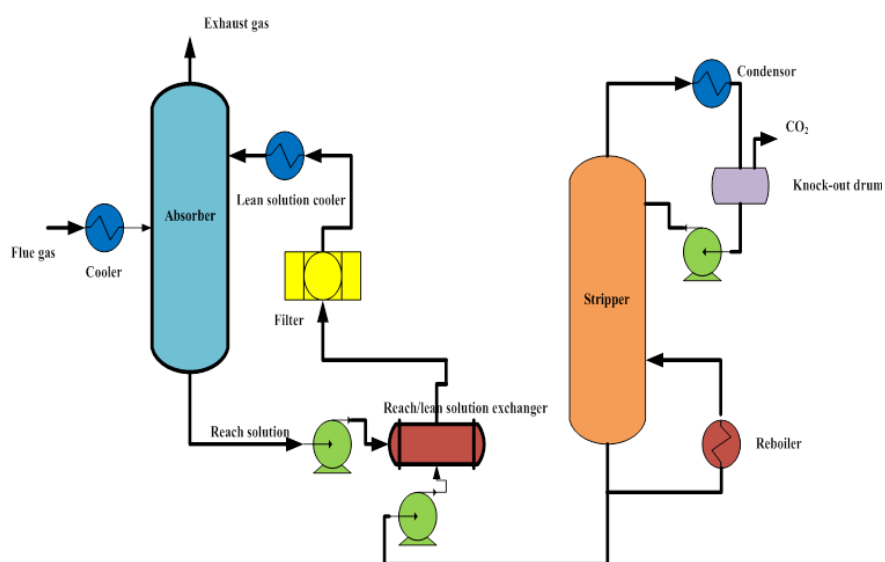 Exhaust gas
Condensor
CO₂
Knock-out drum
Lean solution cooler
Absorber
Flue gas
Cooler
Stripper
Filter
Reach/lean solution exchanger
Reach solution
Reboiler